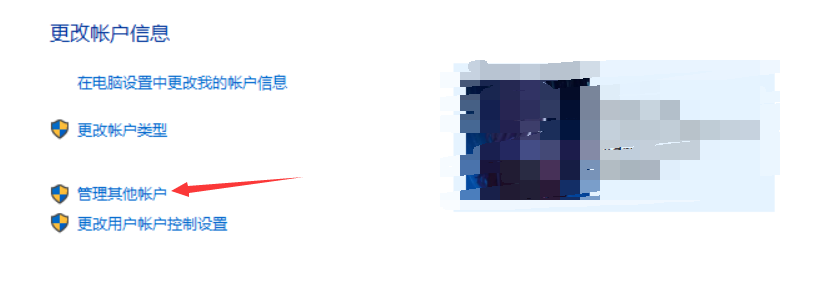 更改帐户信息
在电脑设置中更改我的帐户信息
更改帐户类型
管理其他帐户
更改用户帐户控制设置